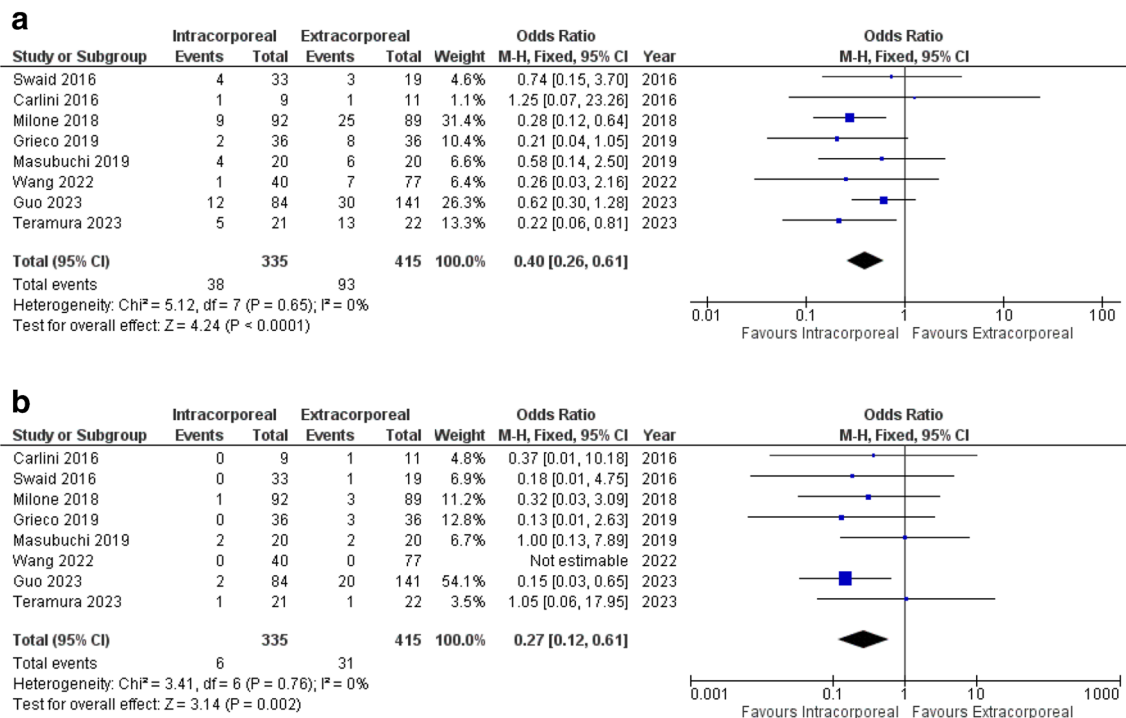 a
Intracorporeal Extracorporeal Odds Ratio Odds Ratio
Study or Subgroup Events Total Events Total Weight M-H, Fixed, 95% CI Year M-H, Fixed, 95% CI
Swaid 2016 4 33 3 19 4.6% 0.74 [0.15, 3.70] 2016
Carlini 2016 1 9 1 11 1.1% 1.25 [0.07, 23.26] 2016
Milone 2018 9 92 25 89 31.4% 0.28 [0.12, 0.64] 2018
Grieco 2019 2 36 8 36 10.4% 0.21 [0.04, 1.05] 2019
Masubuchi 2019 4 20 6 20 6.6% 0.58 [0.14, 2.50] 2019
Wang 2022 1 40 7 77 6.4% 0.26 [0.03, 2.16] 2022
Guo 2023 12 84 30 141 26.3% 0.62 [0.30, 1.28] 2023
Teramura 2023 5 21 13 22 13.3% 0.22 [0.06, 0.81] 2023
Total (95% CI) 335 415 100.0% 0.40 [0.26, 0.61]
Total events 38 93
Heterogeneity: Chi² = 5.12, df = 7 (P = 0.65); I² = 0%
Test for overall effect: Z = 4.24 (P < 0.0001)
0.01 0.1 1 10 100
Favours Intracorporeal Favours Extracorporeal
b
Intracorporeal Extracorporeal Odds Ratio Odds Ratio
Study or Subgroup Events Total Events Total Weight M-H, Fixed, 95% CI Year M-H, Fixed, 95% CI
Carlini 2016 0 9 1 11 4.8% 0.37 [0.01, 10.18] 2016
Swaid 2016 0 33 1 19 6.9% 0.18 [0.01, 4.75] 2016
Milone 2018 1 92 3 89 11.2% 0.32 [0.03, 3.09] 2018
Grieco 2019 0 36 3 36 12.8% 0.13 [0.01, 2.63] 2019
Masubuchi 2019 2 20 2 20 6.7% 1.00 [0.13, 7.89] 2019
Wang 2022 0 40 0 77 Not estimable 2022
Guo 2023 2 84 20 141 54.1% 0.15 [0.03, 0.65] 2023
Teramura 2023 1 21 1 22 3.5% 1.05 [0.06, 17.95] 2023
Total (95% CI) 335 415 100.0% 0.27 [0.12, 0.61]
Total events 6 31
Heterogeneity: Chi² = 3.41, df = 6 (P = 0.76); I² = 0%
Test for overall effect: Z = 3.14 (P = 0.002)
0.001 0.1 1 10 1000
Favours Intracorporeal Favours Extracorporeal